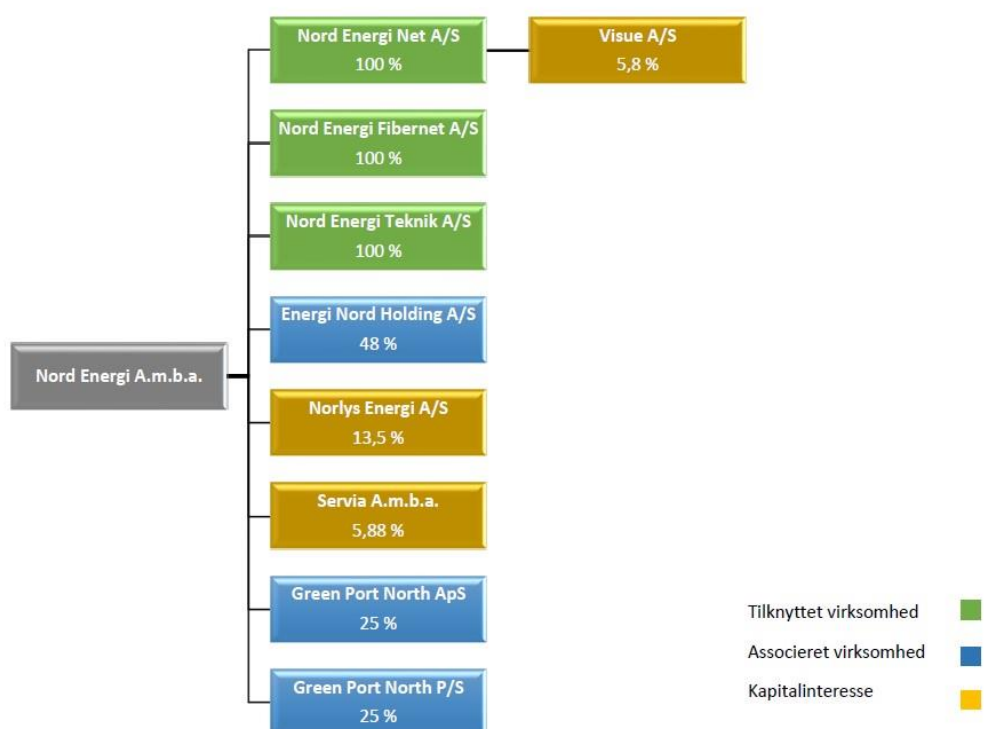 Nord Energi Net A/S
100 %
Visue A/S
5,8 %
Nord Energi Fibernet A/S
100 %
Nord Energi Teknik A/S
100 %
Energi Nord Holding A/S
48 %
Nord Energi A.m.b.a.
Norlys Energi A/S
13,5 %
Servia A.m.b.a.
5,88 %
Green Port North ApS
25 %
Green Port North P/S
25 %
Tilknyttet virksomhed
Associeret virksomhed
Kapitalinteresse